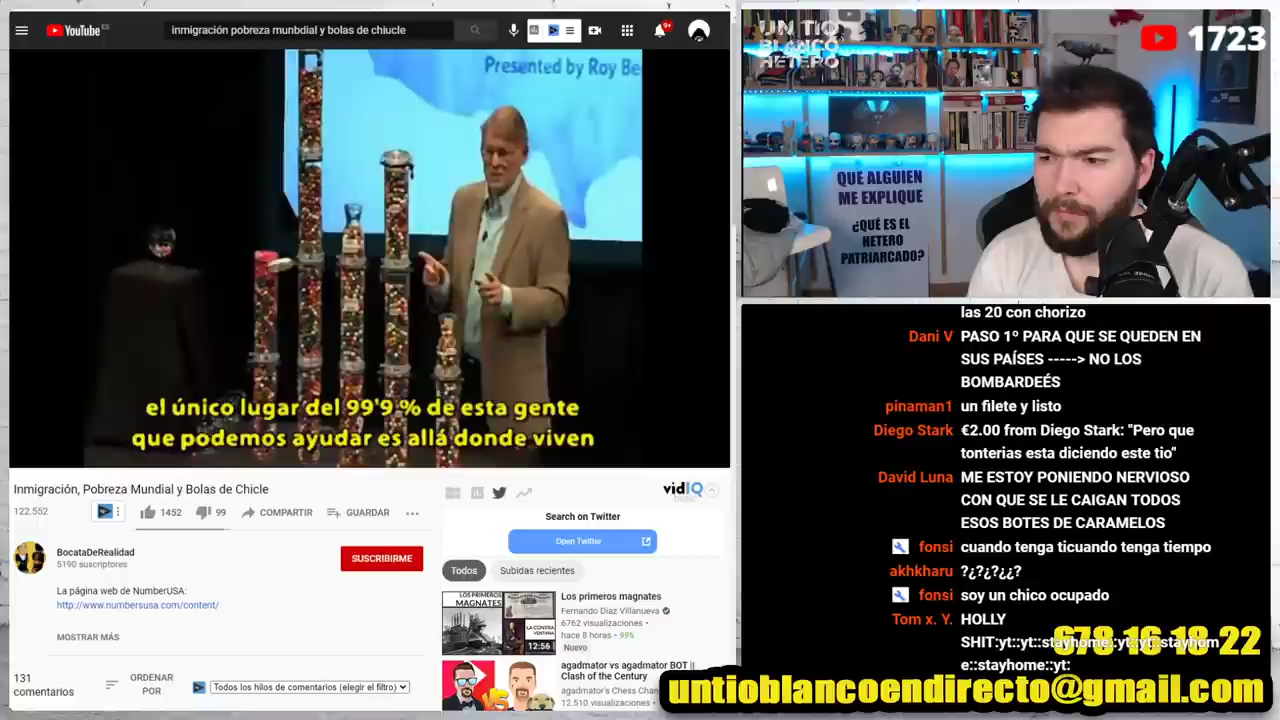 YouTube ES
Inmigración pobreza munbdial y bolas de chiucle
9+
Presented by Roy Be
el único lugar del 99'9 % de esta gente
que podemos ayudar es allá donde viven
Inmigración, Pobreza Mundial y Bolas de Chicle
122.552
1452
99
COMPARTIR
GUARDAR
BocataDeRealidad
5190 suscriptores
SUSCRIBIRME
La página web de NumberUSA:
http://www.numbersusa.com/content/
MOSTRAR MÁS
131
comentarios
ORDENAR
POR
Todos los hilos de comentarios (elegir el filtro)
vidIQ
Search on Twitter
Open Twitter
Todos
Subidas recientes
LOS PRIMEROS
MAGNATES
LA CONTRA
12:56
Los primeros magnates
Fernando Díaz Villanueva
6762 visualizaciones •
hace 8 horas • 99%
Nuevo
VS
agadmator vs agadmator BOT ||
Clash of the Century
agadmator's Chess Chan
12.510 visualizaciones •
UN TIO
BLANCO
HETERO
1723
QUE ALGUIEN
ME EXPLIQUE
¿QUÉ ES EL
HETERO
PATRIARCADO?
las 20 con chorizo
Dani V PASO 1º PARA QUE SE QUEDEN EN
SUS PAÍSES -----> NO LOS
BOMBARDEÉS
pinaman1 un filete y listo
Diego Stark €2.00 from Diego Stark: "Pero que
tonterias esta diciendo este tio"
David Luna ME ESTOY PONIENDO NERVIOSO
CON QUE SE LE CAIGAN TODOS
ESOS BOTES DE CARAMELOS
fonsi cuando tenga ticuando tenga tiempo
akhkharu ?¿?¿?¿¿?
fonsi soy un chico ocupado
Tom x. Y. HOLLY
SHIT:yt::yt::stayhome::yt::yt::stayhom
e::stayhome::yt:
678-16-18-22
untioblancoendirecto@gmail.com